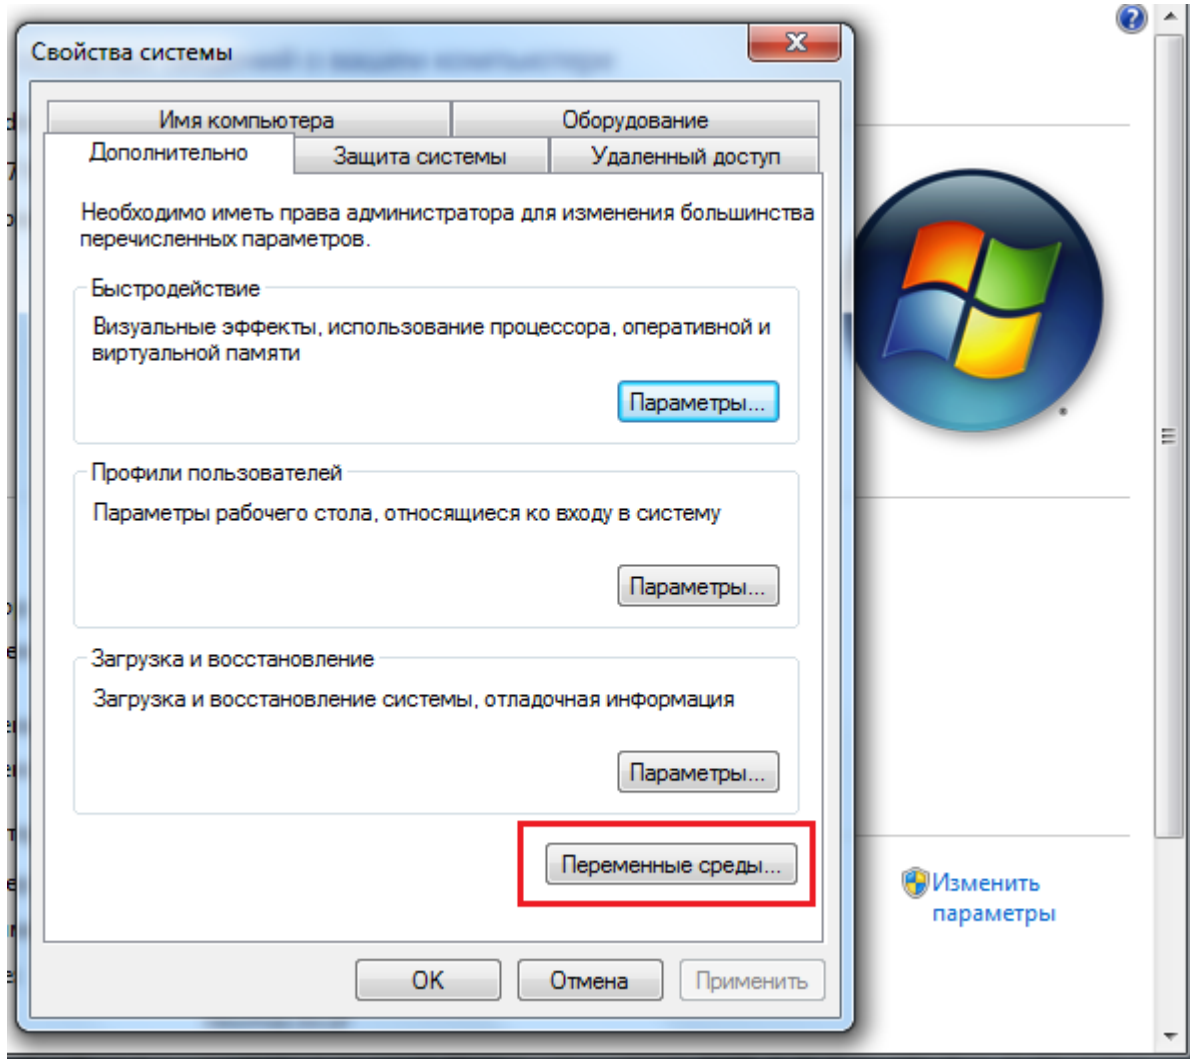 Свойства системы
Имя компьютера
Оборудование
Дополнительно
Защита системы
Удаленный доступ
Необходимо иметь права администратора для изменения большинства
перечисленных параметров.
Быстродействие
Визуальные эффекты, использование процессора, оперативной и
виртуальной памяти
Параметры...
Профили пользователей
Параметры рабочего стола, относящиеся ко входу в систему
Параметры...
Загрузка и восстановление
Загрузка и восстановление системы, отладочная информация
Параметры...
Переменные среды...
Изменить
параметры
ОК
Отмена
Применить